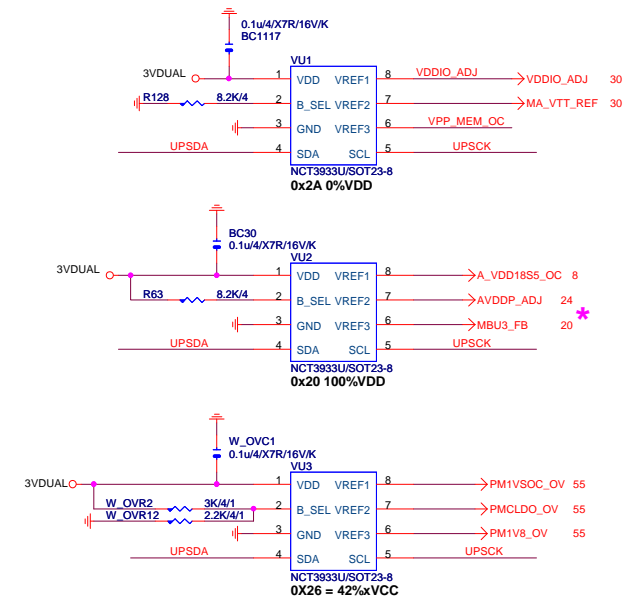 0.1u/4/X7R/16V/K
BC1117
VU1
3VDUAL 1 VDD VREF1 8 VDDIO_ADJ VDDIO_ADJ 30
R128 8.2K/4 2 B_SEL VREF2 7 MA_VTT_REF 30
3 GND VREF3 6 VPP_MEM_OC
UPSDA 4 SDA SCL 5 UPSCK
NCT3933U/SOT23-8
0x2A 0%VDD
BC30
0.1u/4/X7R/16V/K
VU2
3VDUAL 1 VDD VREF1 8 A_VDD18S5_OC 8
R63 8.2K/4 2 B_SEL VREF2 7 AVDDP_ADJ 24
3 GND VREF3 6 MBU3_FB 20 *
UPSDA 4 SDA SCL 5 UPSCK
NCT3933U/SOT23-8
0x20 100%VDD
W_OVC1
0.1u/4/X7R/16V/K
VU3
3VDUAL 1 VDD VREF1 8 PM1VSOC_OV 55
W_OVR2 3K/4/1 2 B_SEL VREF2 7 PMCLDO_OV 55
W_OVR12 2.2K/4/1
3 GND VREF3 6 PM1V8_OV 55
UPSDA 4 SDA SCL 5 UPSCK
NCT3933U/SOT23-8
0X26 = 42%xVCC